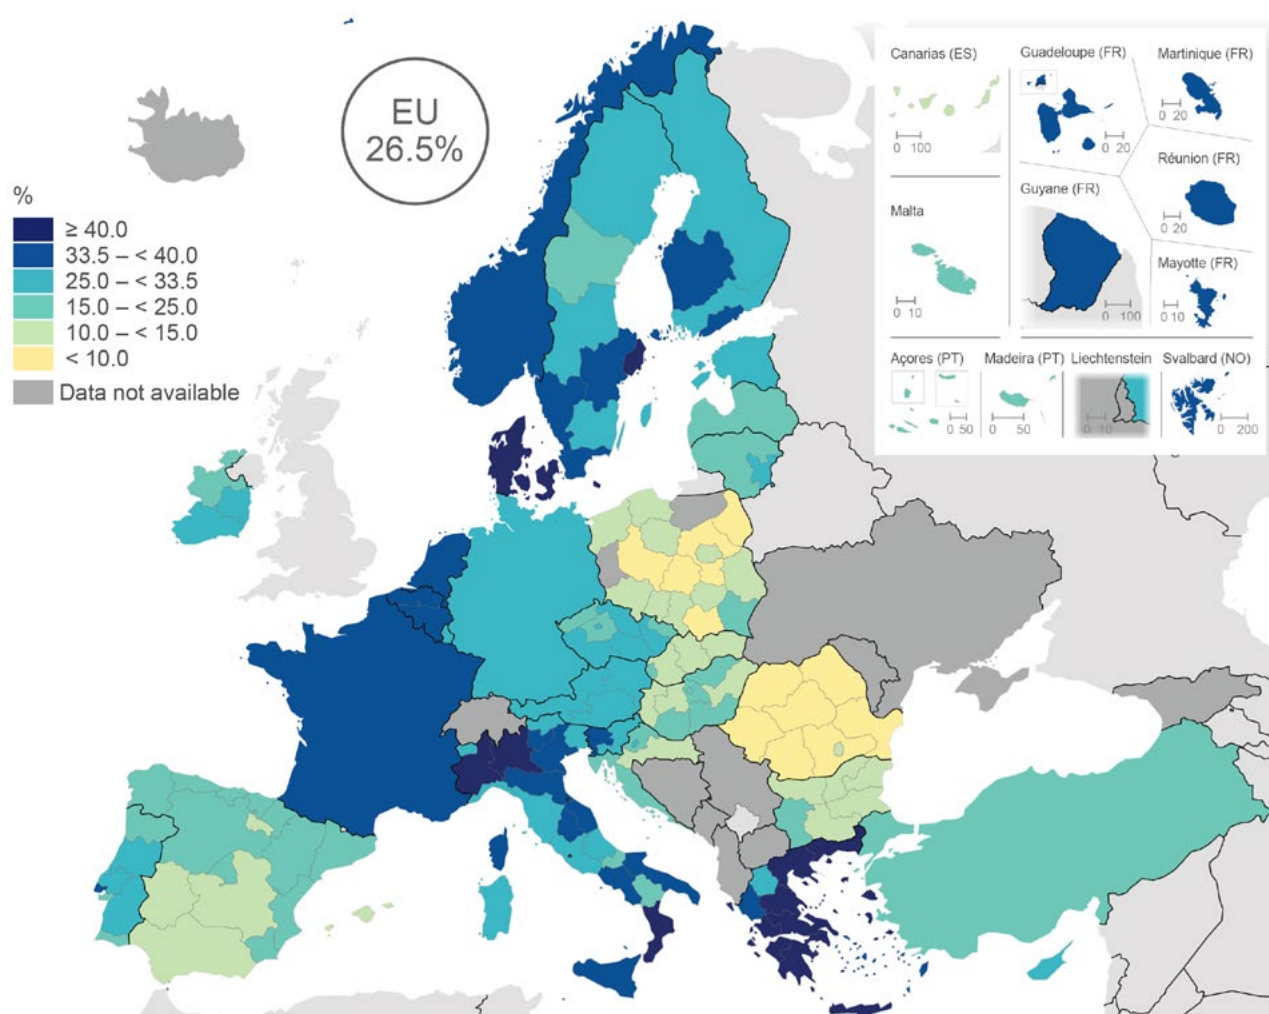 EU
26.5%
%
≥ 40.0
33.5 – < 40.0
25.0 – < 33.5
15.0 – < 25.0
10.0 – < 15.0
< 10.0
Data not available
Canarias (ES)
0 100
Guadeloupe (FR)
0 20
Martinique (FR)
0 20
Réunion (FR)
0 20
Malta
0 10
Guyane (FR)
0 100
Mayotte (FR)
0 10
Açores (PT)
0 50
Madeira (PT)
0 50
Liechtenstein
0 10
Svalbard (NO)
0 200